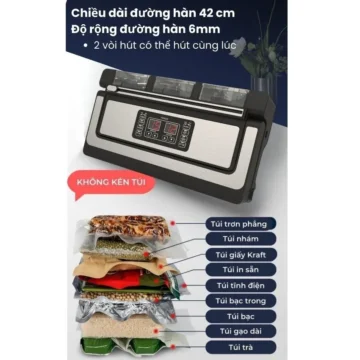 Chiều dài đường hàn 42 cm
Độ rộng đường hàn 6mm
• 2 vòi hút có thể hút cùng lúc
KHÔNG KÉN TÚI
Túi trơn phẳng
Túi nhám
Túi giấy Kraft
Túi in sẵn
Túi tĩnh điện
Túi bạc trong
Túi bạc
Túi gạo dài
Túi trà